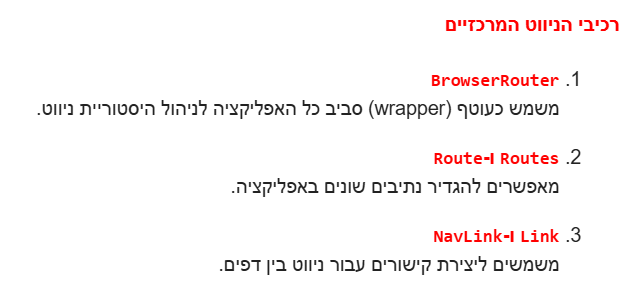 רכיבי הניווט המרכזיים
1. BrowserRouter
משמש כעוטף (wrapper) סביב כל האפליקציה לניהול היסטוריית ניווט.
2. Routes ו-Route
מאפשרים להגדיר נתיבים שונים באפליקציה.
3. Link ו-NavLink
משמשים ליצירת קישורים עבור ניווט בין דפים.